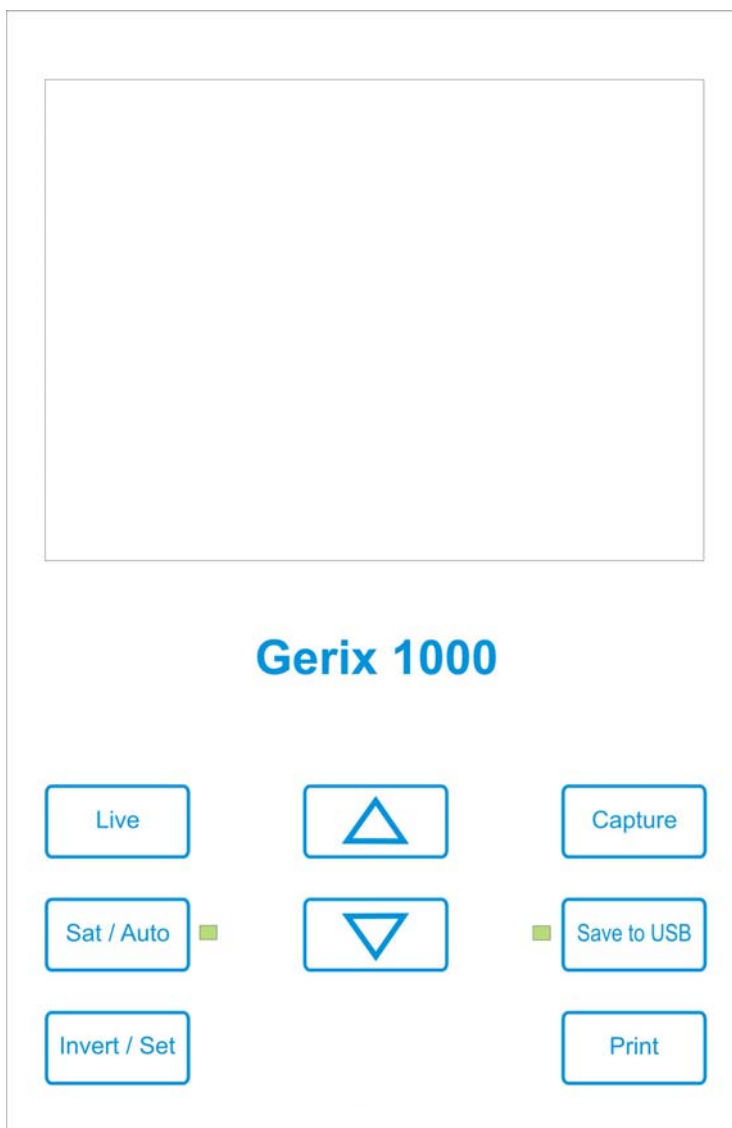 Gerix 1000
Live
Capture
Sat / Auto
Save to USB
Invert / Set
Print